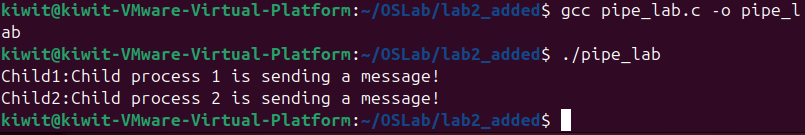 kiwit@kiwit-VMware-Virtual-Platform:~/OSLab/lab2_added$ gcc pipe_lab.c -o pipe_l
ab
kiwit@kiwit-VMware-Virtual-Platform:~/OSLab/lab2_added$ ./pipe_lab
Child1:Child process 1 is sending a message!
Child2:Child process 2 is sending a message!
kiwit@kiwit-VMware-Virtual-Platform:~/OSLab/lab2_added$